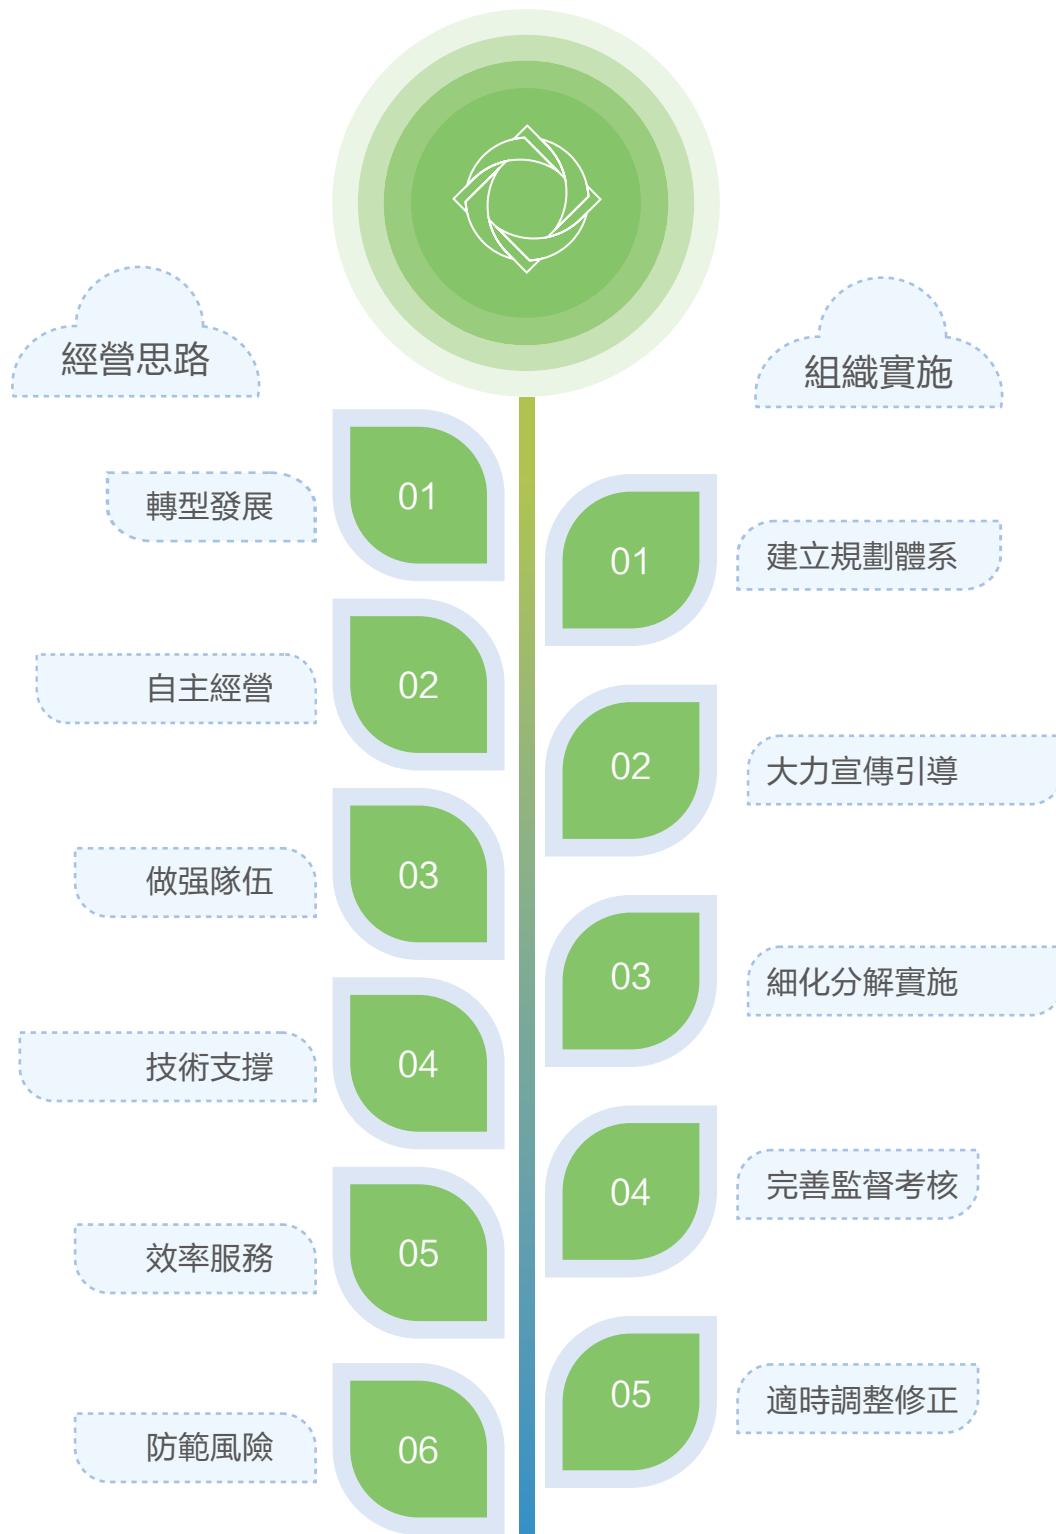 經營思路
01
轉型發展
02
自主經營
03
做强隊伍
04
技術支撐
05
效率服務
06
防範風險
組織實施
01
建立規劃體系
02
大力宣傳引導
03
細化分解實施
04
完善監督考核
05
適時調整修正